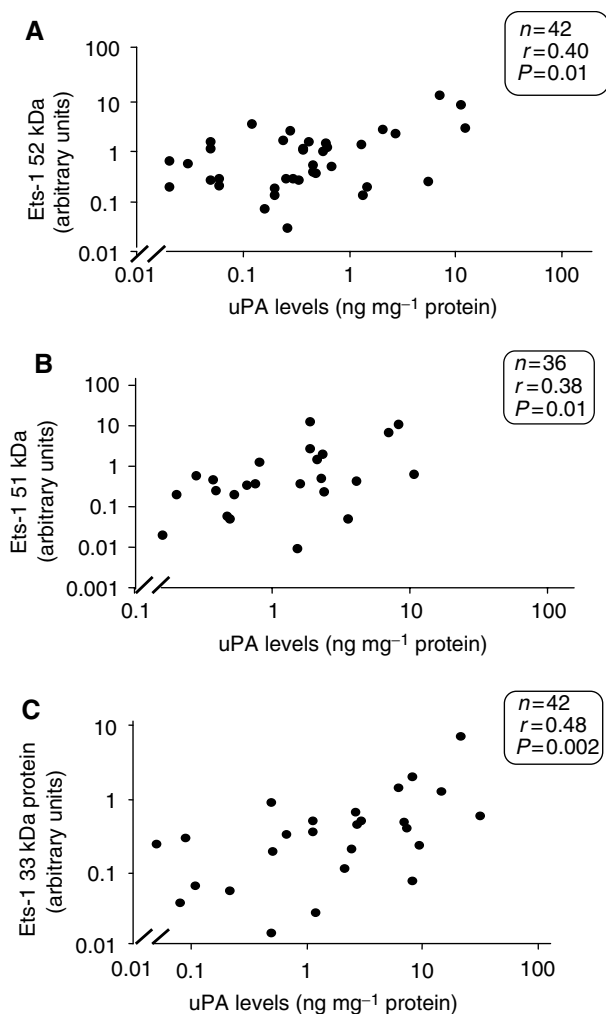 A
n=42
r=0.40
P=0.01
Ets-1 52 kDa
(arbitrary units)
100
10
1
0.1
0.01
0.01 0.1 1 10 100
uPA levels (ng mg⁻¹ protein)
B
n=36
r=0.38
P=0.01
Ets-1 51 kDa
(arbitrary units)
100
10
1
0.1
0.01
0.001
0.1 1 10 100
uPA levels (ng mg⁻¹ protein)
C
n=42
r=0.48
P=0.002
Ets-1 33 kDa protein
(arbitrary units)
10
1
0.1
0.01
0.01 0.1 1 10 100
uPA levels (ng mg⁻¹ protein)